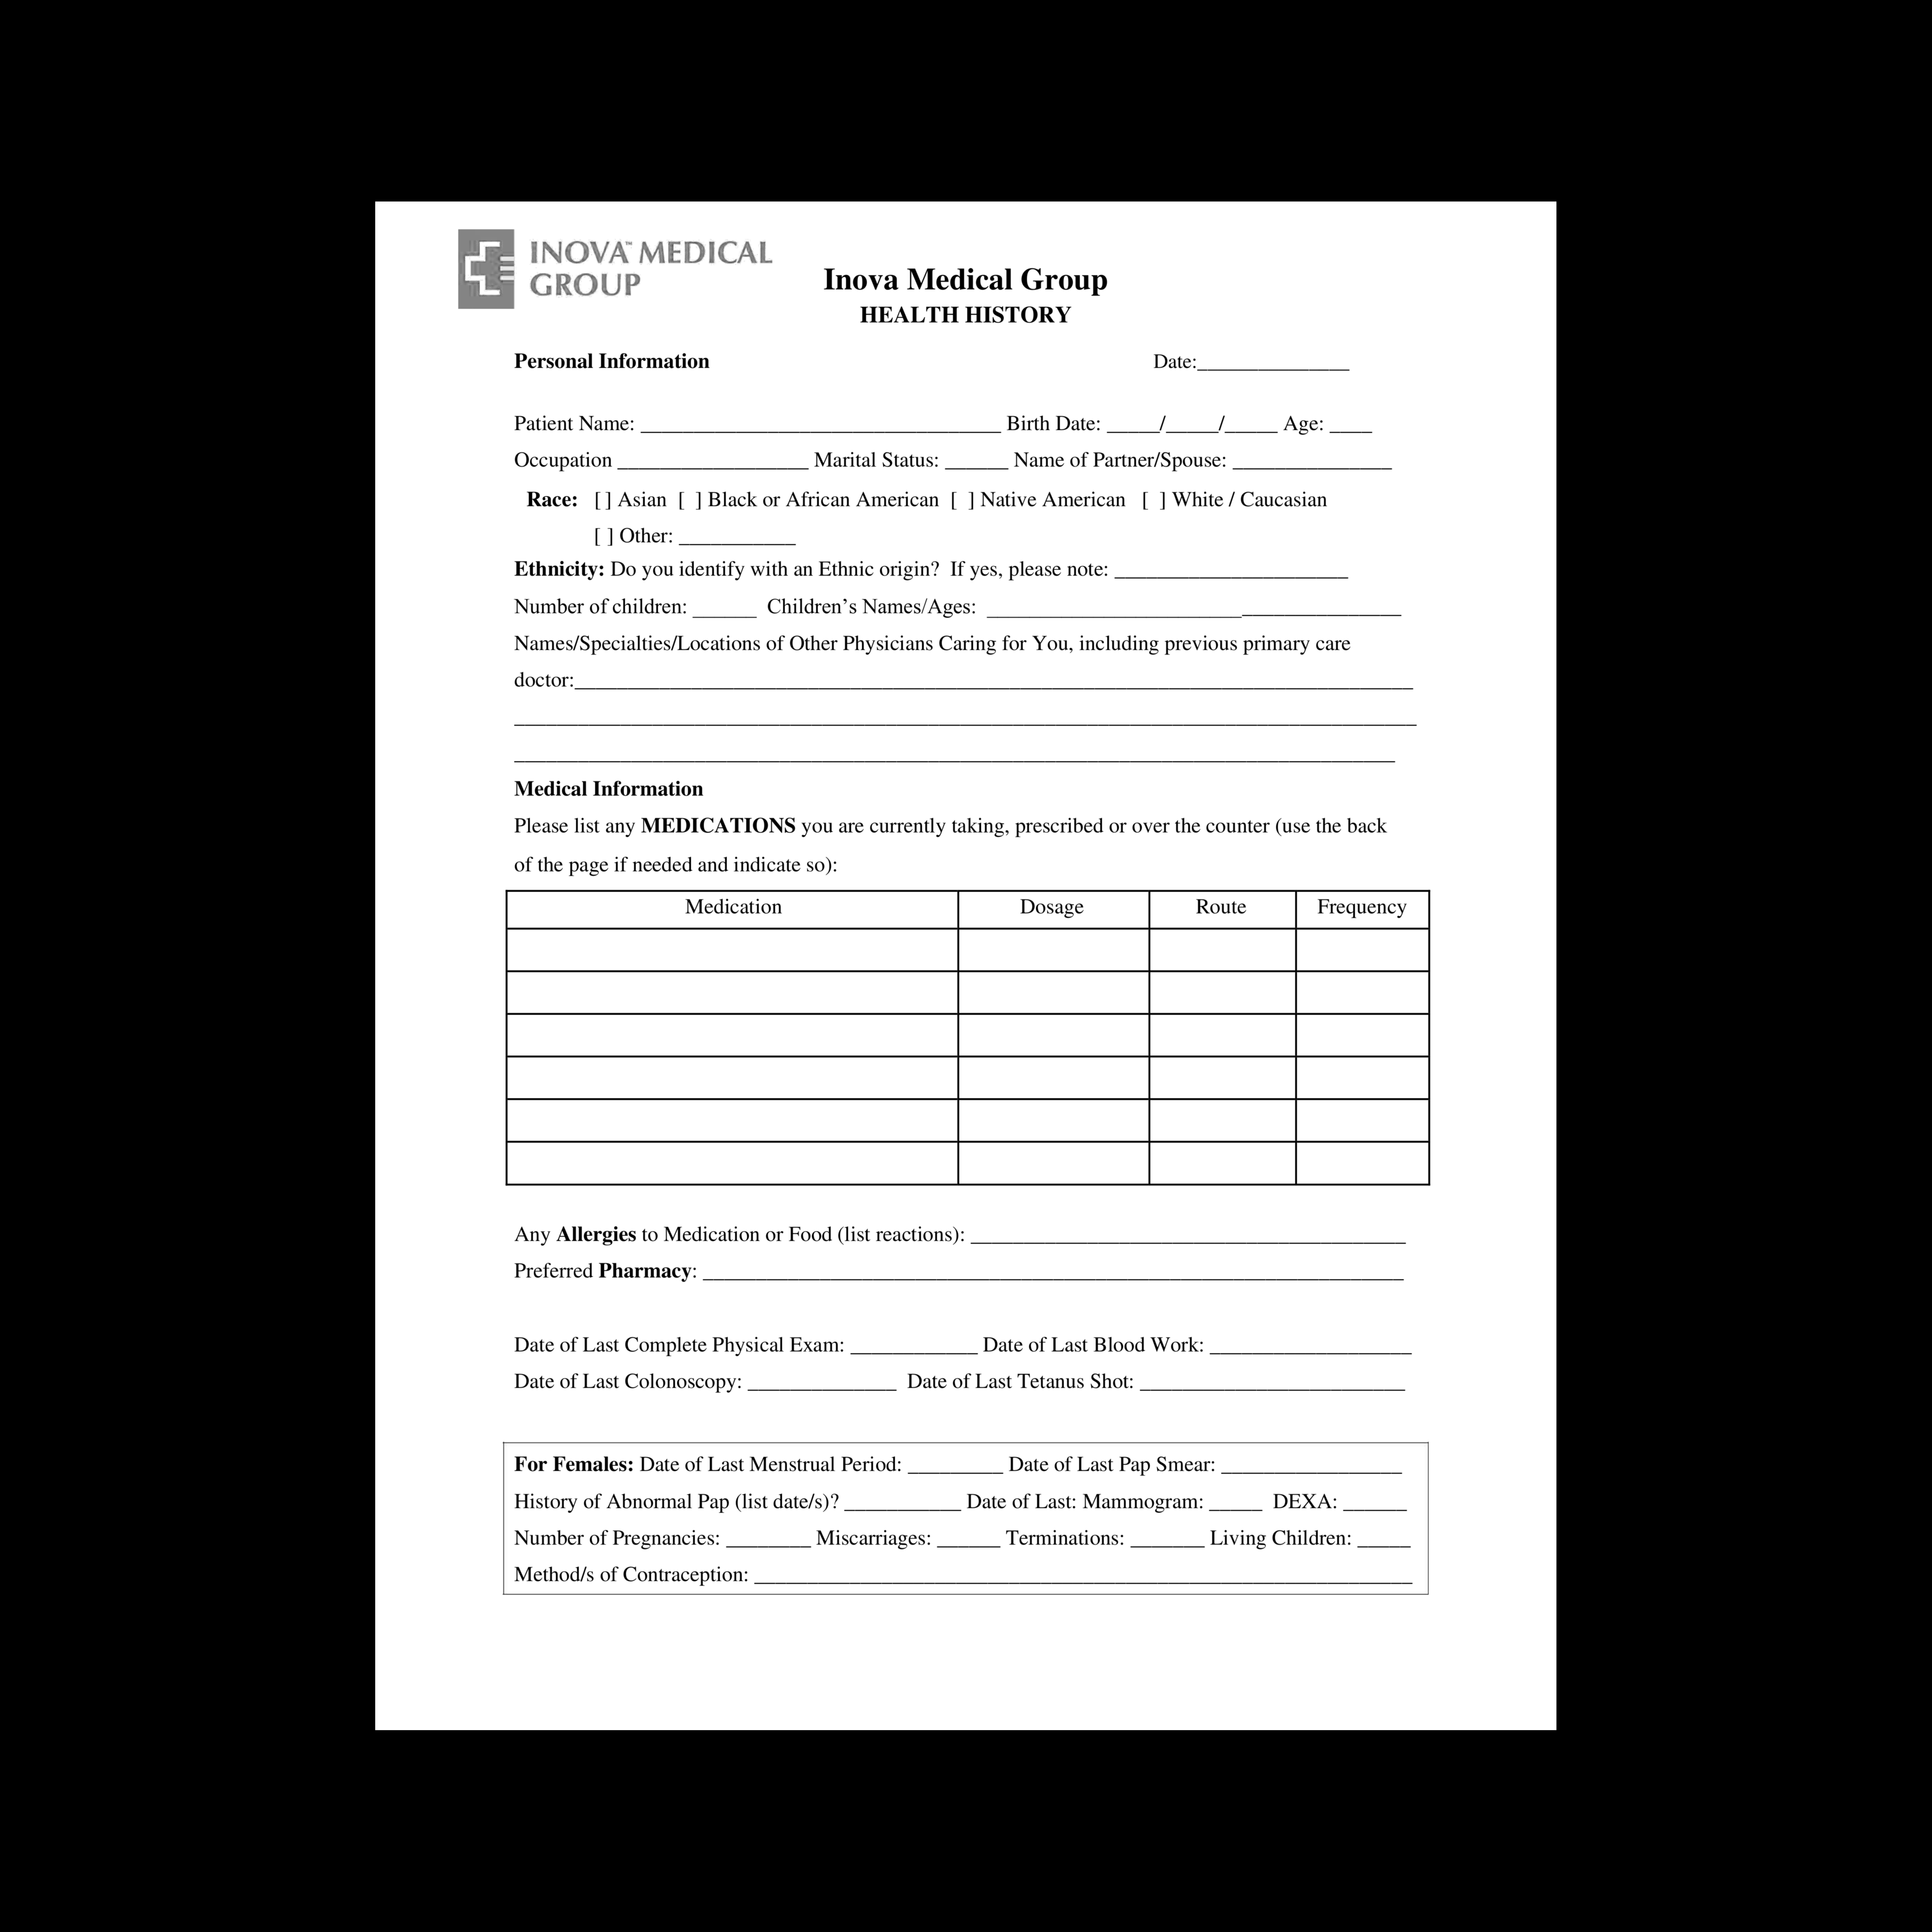 INOVA™ MEDICAL
GROUP
Inova Medical Group
HEALTH HISTORY
Personal Information Date:_______________
Patient Name: __________________________________ Birth Date: _____/_____/_____ Age: ____
Occupation __________________ Marital Status: ______ Name of Partner/Spouse: _______________
Race: [ ] Asian [ ] Black or African American [ ] Native American [ ] White / Caucasian
[ ] Other: ___________
Ethnicity: Do you identify with an Ethnic origin? If yes, please note: ______________________
Number of children: ______ Children’s Names/Ages: _______________________________________
Names/Specialties/Locations of Other Physicians Caring for You, including previous primary care
doctor:_______________________________________________________________________________
_____________________________________________________________________________________
___________________________________________________________________________________
Medical Information
Please list any MEDICATIONS you are currently taking, prescribed or over the counter (use the back
of the page if needed and indicate so):
Medication Dosage Route Frequency
Any Allergies to Medication or Food (list reactions): _________________________________________
Preferred Pharmacy: __________________________________________________________________
Date of Last Complete Physical Exam: ____________ Date of Last Blood Work: ___________________
Date of Last Colonoscopy: ______________ Date of Last Tetanus Shot: _________________________
For Females: Date of Last Menstrual Period: _________ Date of Last Pap Smear: _________________
History of Abnormal Pap (list date/s)? ___________ Date of Last: Mammogram: _____ DEXA: ______
Number of Pregnancies: ________ Miscarriages: ______ Terminations: _______ Living Children: _____
Method/s of Contraception: ______________________________________________________________